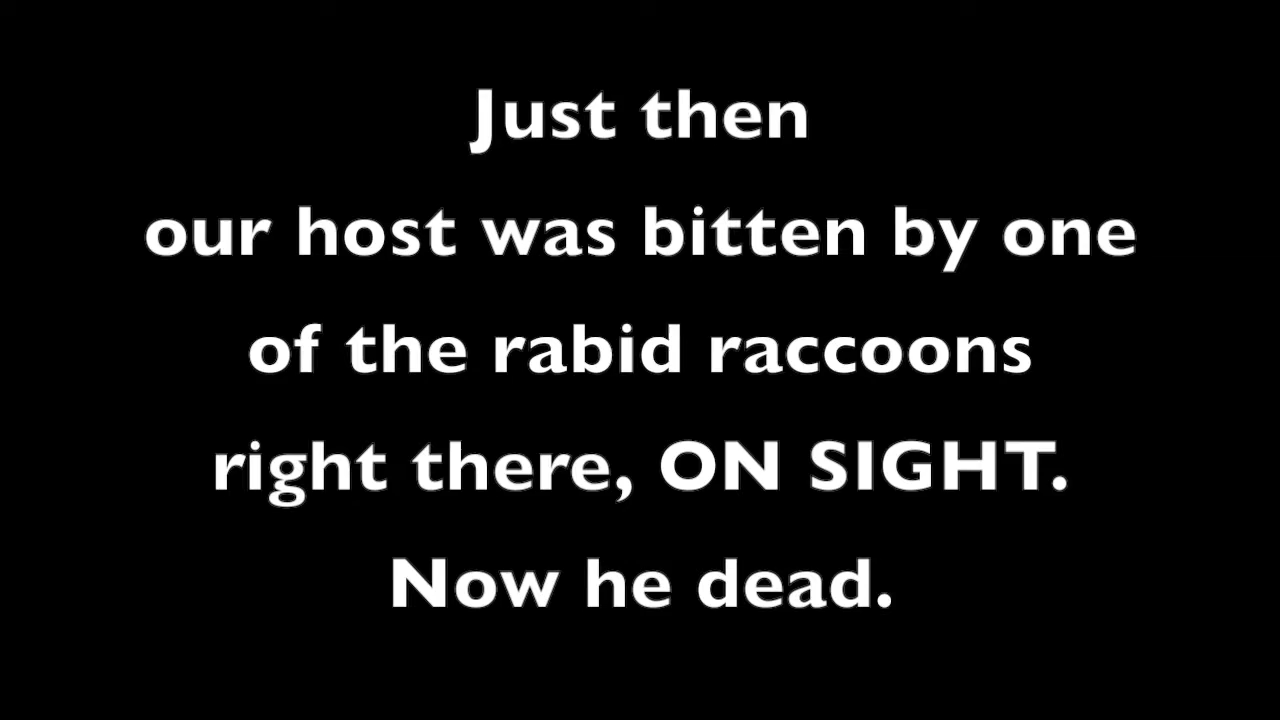 Just then
our host was bitten by one
of the rabid raccoons
right there, ON SIGHT.
Now he dead.